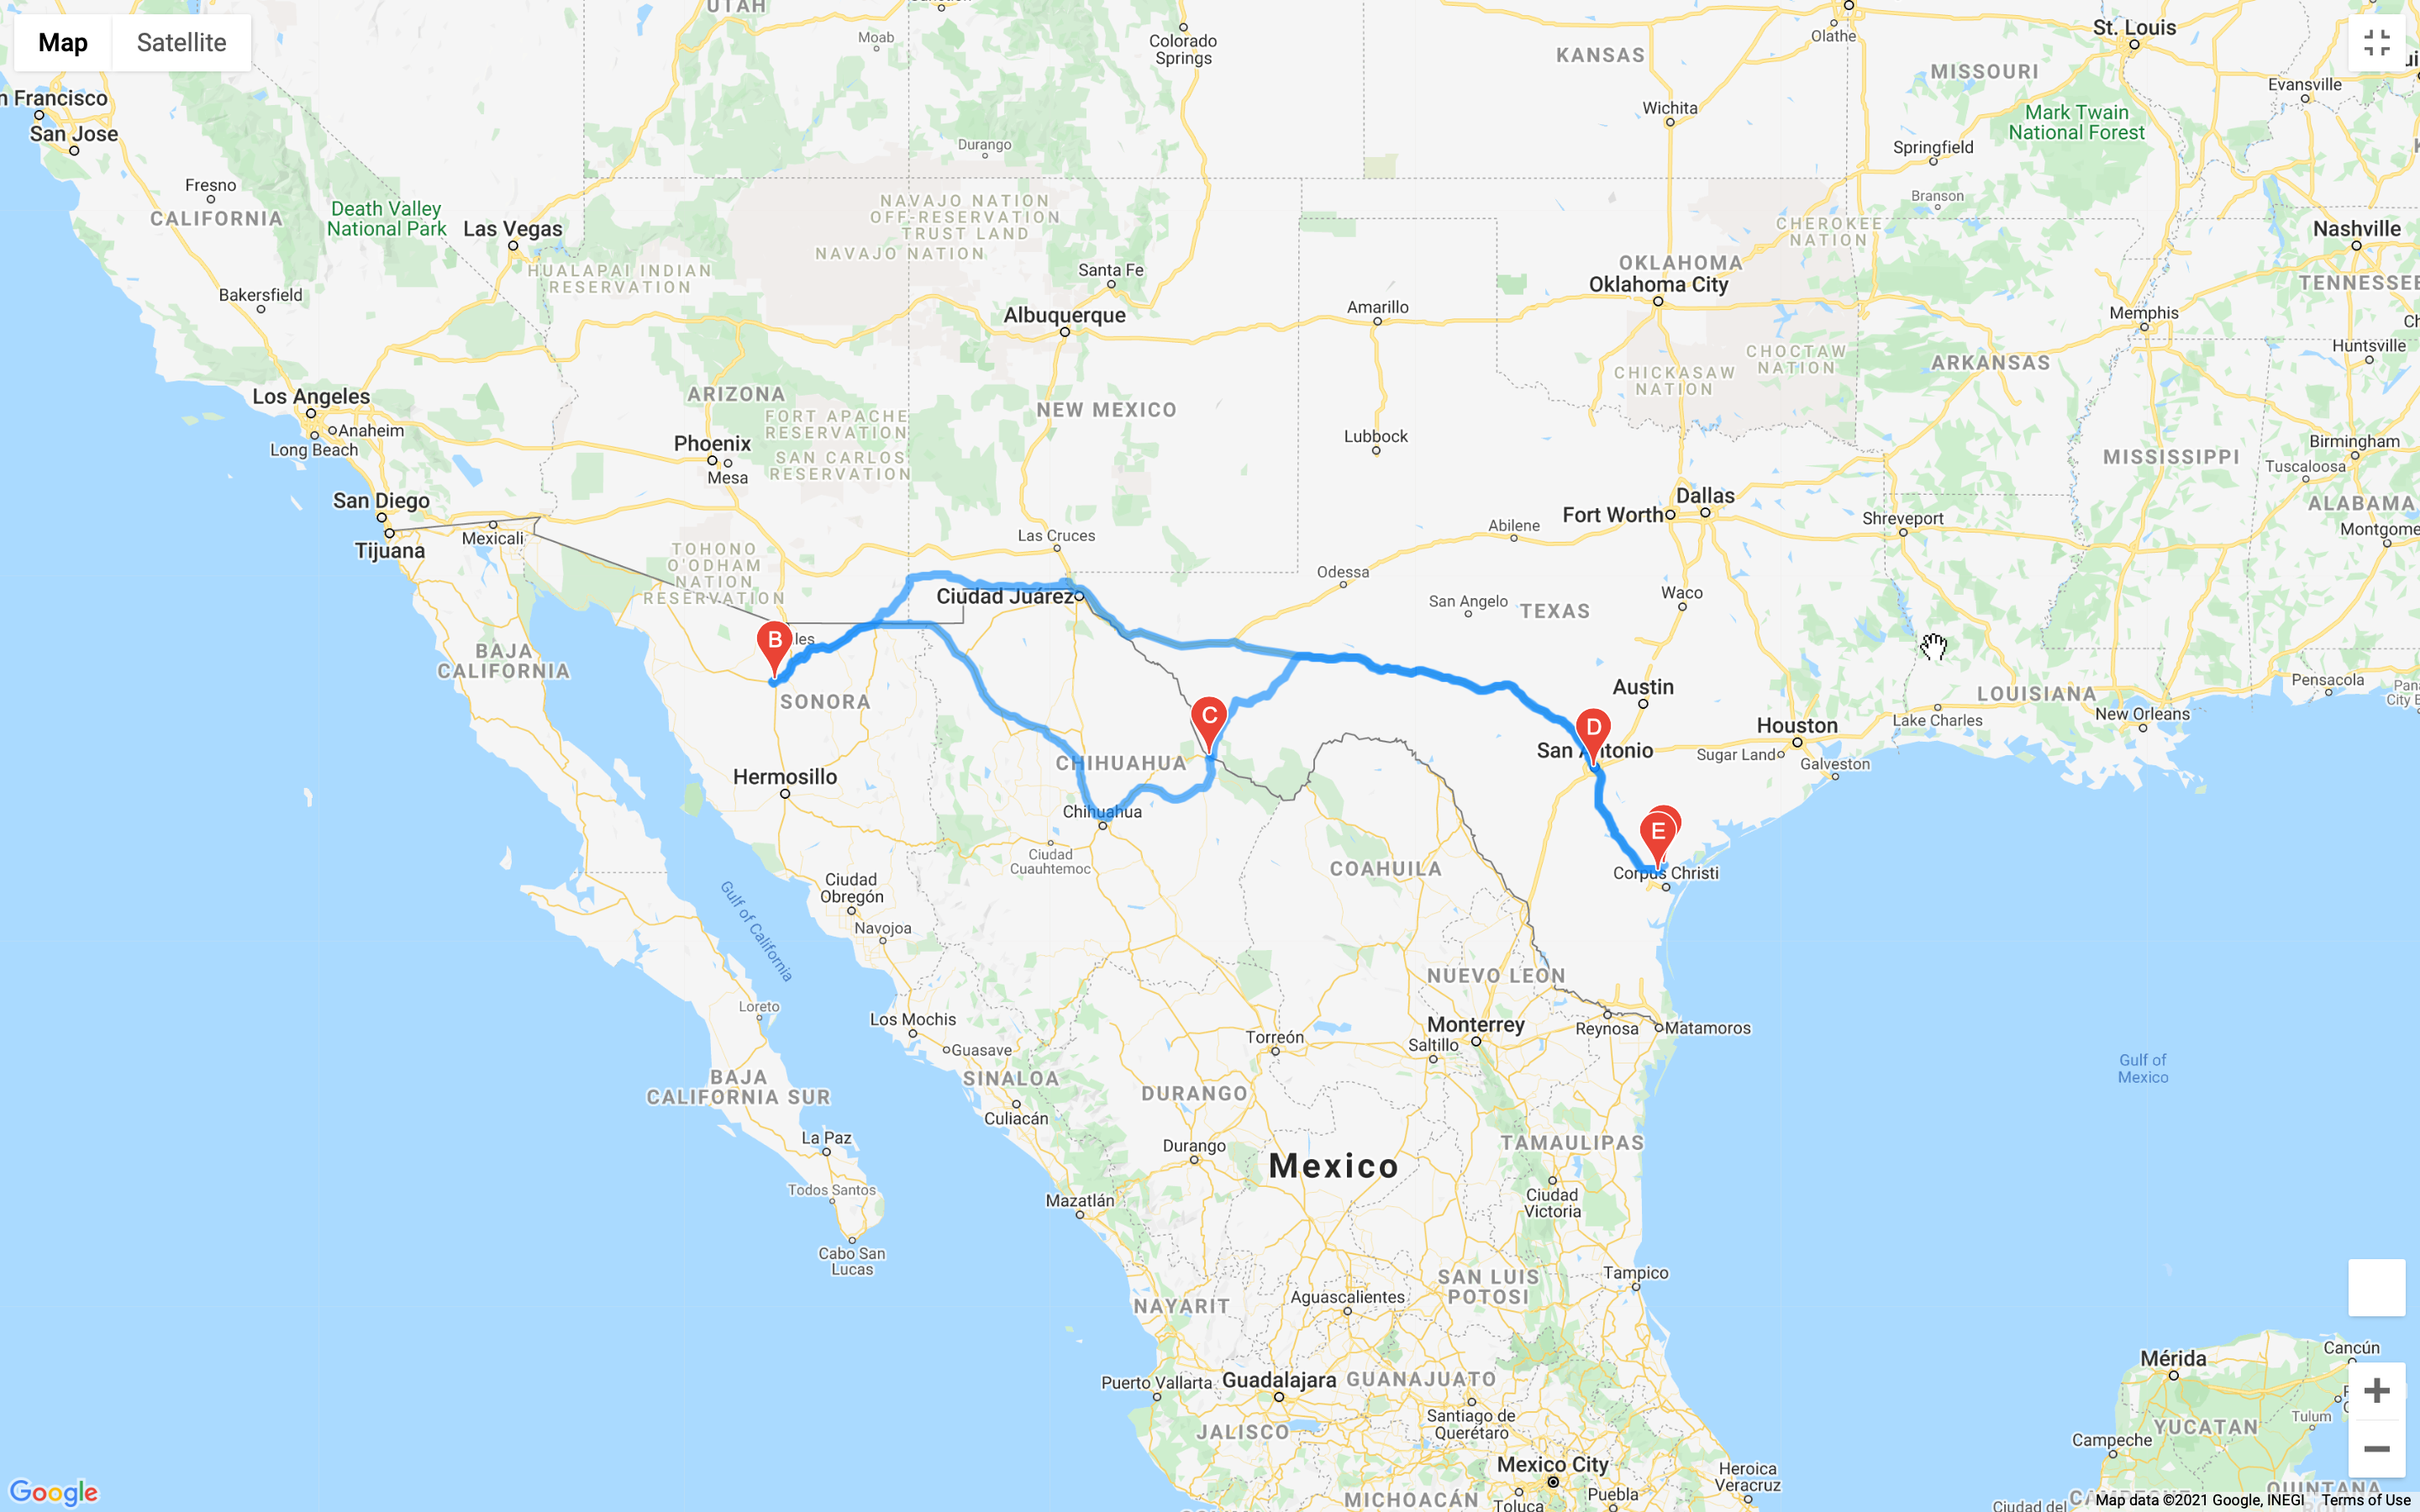 Map
Satellite
UTAH
Moab
Colorado
Springs
KANSAS
Olathe
St. Louis
MISSOURI
Evansville
Wichita
Mark Twain
National Forest
n Francisco
San Jose
Durango
Springfield
Fresno
CALIFORNIA
Death Valley
National Park
Las Vegas
NAVAJO NATION
OFF-RESERVATION
TRUST LAND
NAVAJO NATION
Branson
CHEROKEE
NATION
Nashville
HUALAPAI INDIAN
RESERVATION
Santa Fe
OKLAHOMA
Oklahoma City
TENNESSEE
Bakersfield
Albuquerque
Amarillo
Memphis
Ch
Huntsville
CHOCTAW
NATION
CHICKASAW
NATION
ARKANSAS
Los Angeles
Anaheim
Long Beach
ARIZONA
FORT APACHE
RESERVATION
NEW MEXICO
Phoenix
Mesa
SAN CARLOS
RESERVATION
Lubbock
Birmingham
Tuscaloosa
MISSISSIPPI
ALABAMA
San Diego
Tijuana
Mexicali
Dallas
Fort Worth
Abilene
Shreveport
Montgome
Las Cruces
TOHONO
O'ODHAM
NATION
RESERVATION
Odessa
Ciudad Juárez
San Angelo
TEXAS
Waco
B
les
BAJA
CALIFORNIA
SONORA
Austin
LOUISIANA
Pensacola
Pana
City B
C
D
San Antonio
Houston
Sugar Land
Galveston
Lake Charles
New Orleans
CHIHUAHUA
Hermosillo
Chihuahua
E
Corpus Christi
Ciudad
Cuauhtemoc
COAHUILA
Ciudad
Obregón
Navojoa
Gulf of California
NUEVO LEON
Loreto
Los Mochis
Guasave
Torreón
Monterrey
Saltillo
Reynosa
Matamoros
Gulf of
Mexico
BAJA
CALIFORNIA SUR
SINALOA
Culiacán
DURANGO
La Paz
Durango
TAMAULIPAS
Mexico
Todos Santos
Mazatlán
Ciudad
Victoria
Cabo San
Lucas
SAN LUIS
POTOSI
Tampico
NAYARIT
Aguascalientes
Mérida
Cancún
Puerto Vallarta
Guadalajara
GUANAJUATO
Santiago de
Querétaro
JALISCO
Tulum
YUCATAN
Campeche
Mexico City
Heroica
Veracruz
Toluca
Puebla
MICHOACÁN
Ciudad del
QUINTANA
Google
Map data ©2021 Google, INEGI
Terms of Use